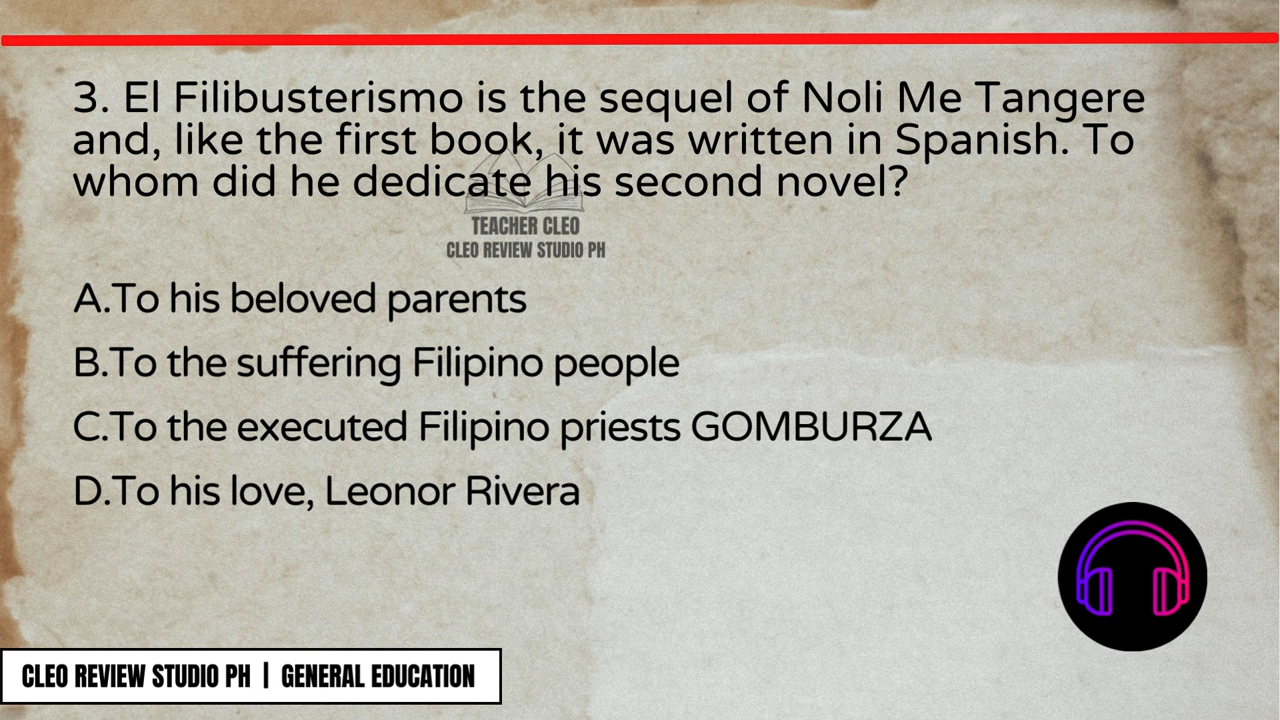 3. El Filibusterismo is the sequel of Noli Me Tangere
and, like the first book, it was written in Spanish. To
whom did he dedicate his second novel?
TEACHER CLEO
CLEO REVIEW STUDIO PH
A.To his beloved parents
B.To the suffering Filipino people
C.To the executed Filipino priests GOMBURZA
D.To his love, Leonor Rivera
CLEO REVIEW STUDIO PH | GENERAL EDUCATION